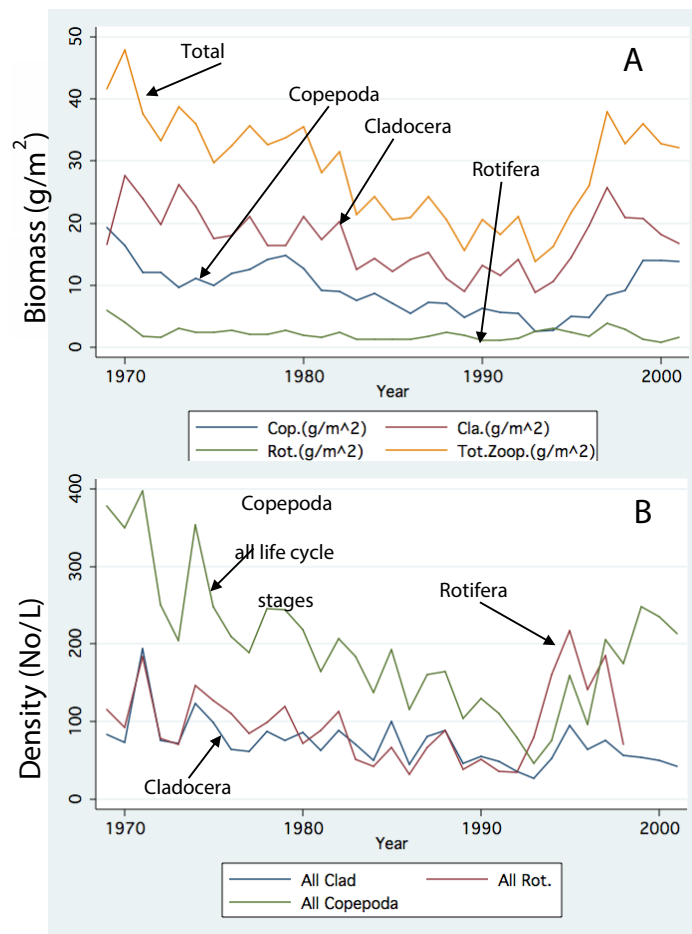 50
A
Total
Copepoda
40
Cladocera
30
Rotifera
20
10
0
Biomass (g/m²)
1970 1980 1990 2000
Year
Cop.(g/m^2) Cla.(g/m^2)
Rot.(g/m^2) Tot.Zoop.(g/m^2)
400
Copepoda
B
all life cycle
300
Rotifera
stages
200
100
Cladocera
0
Density (No/L)
1970 1980 1990 2000
Year
All Clad All Rot.
All Copepoda